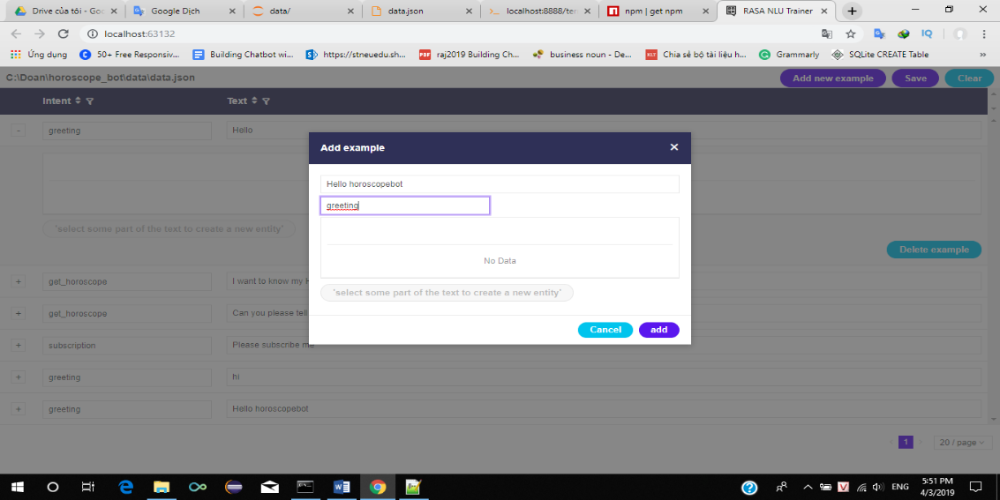 Drive của tôi - Goo
Google Dịch
data/
data.json
localhost:8888/ter
npm | get npm
RASA NLU Trainer
localhost:63132
Ứng dụng
50+ Free Responsiv...
Building Chatbot wi...
https://stneuedu.sh...
raj2019 Building Ch...
business noun - De...
Chia sẻ bộ tài liệu h...
Grammarly
SQLite CREATE Table
»
C:\Doan\horoscope_bot\data\data.json
Add new example
Save
Clear
Intent
Text
-
greeting
Hello
Add example
Hello horoscopebot
greeting
No Data
'select some part of the text to create a new entity'
Cancel
add
'select some part of the text to create a new entity'
Delete example
+
get_horoscope
I want to know my H
+
get_horoscope
Can you please tell
+
subscription
Please subscribe me
+
greeting
hi
+
greeting
Hello horoscopebot
1
20 / page
ENG
5:51 PM
4/3/2019